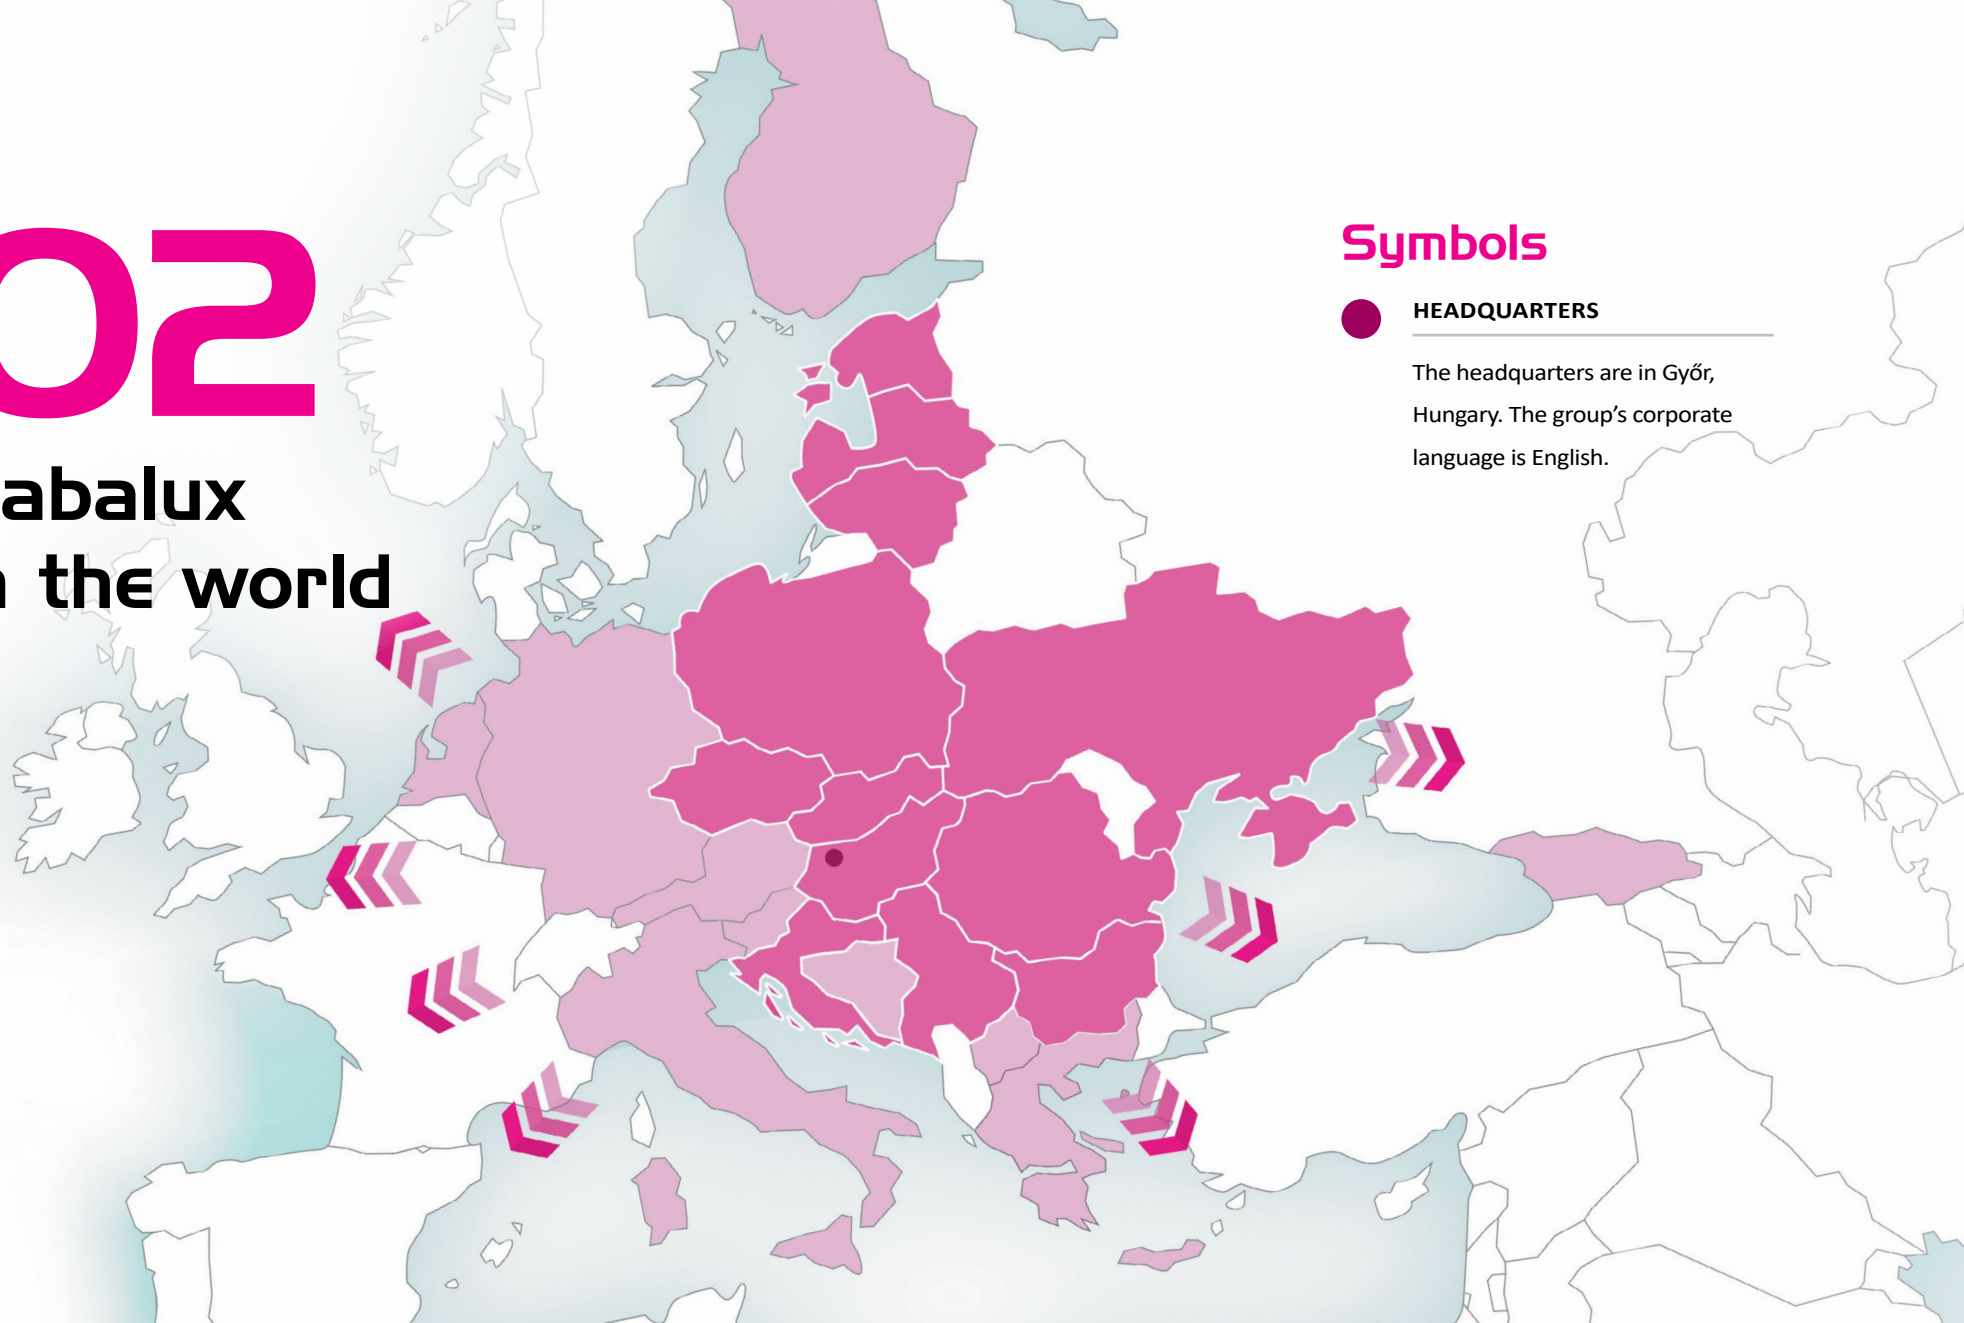 02
abalux
the world
Symbols
HEADQUARTERS
The headquarters are in Győr,
Hungary. The group's corporate
language is English.